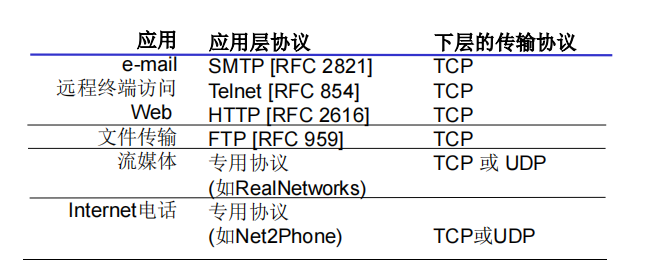 应用 应用层协议 下层的传输协议
e-mail SMTP [RFC 2821] TCP
远程终端访问 Telnet [RFC 854] TCP
Web HTTP [RFC 2616] TCP
文件传输 FTP [RFC 959] TCP
流媒体 专用协议 TCP 或 UDP
(如RealNetworks)
Internet电话 专用协议
(如Net2Phone) TCP或UDP